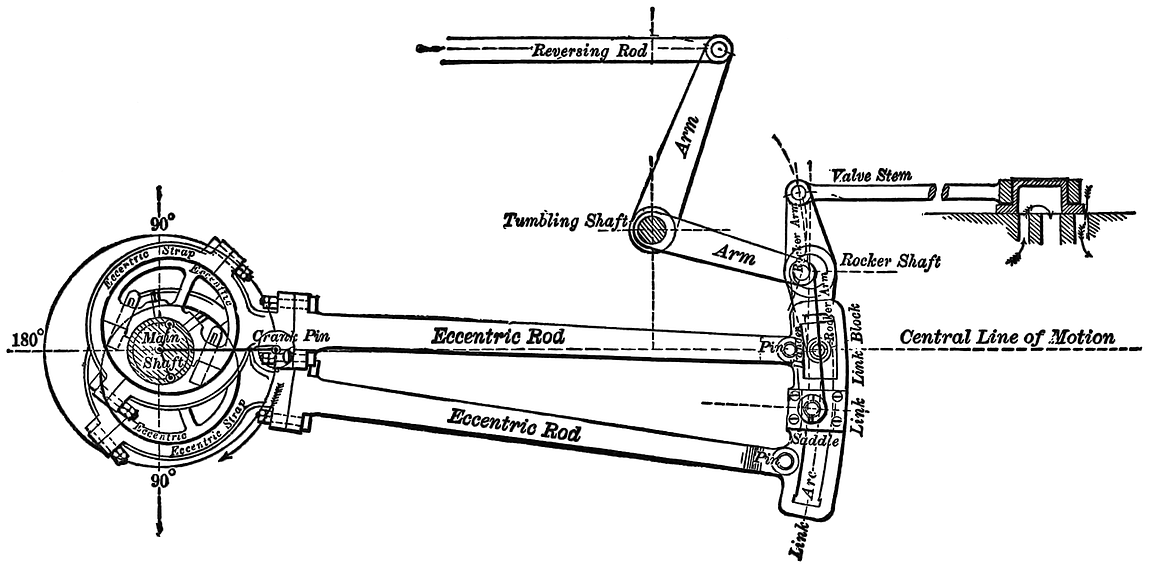 Reversing Rod
Arm
Valve Stem
Tumbling Shaft
Arm
Rocker Arm
Rocker Shaft
90°
Eccentric Strap
Eccentric
180°
Main
Shaft
Crank Pin
Eccentric Rod
Pin
Radius
Rocker Arm
Link Block
Central Line of Motion
Eccentric Rod
Link
Saddle
Pin
Eccentric
Eccentric Strap
90°
Arc
Link